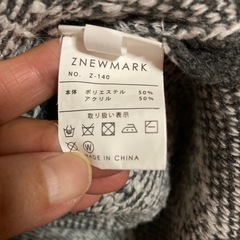 ZNEWMARK
NO. Z-140
本体 ポリエステル 50%
アクリル 50%
取り扱い表示
W
MADE IN CHINA